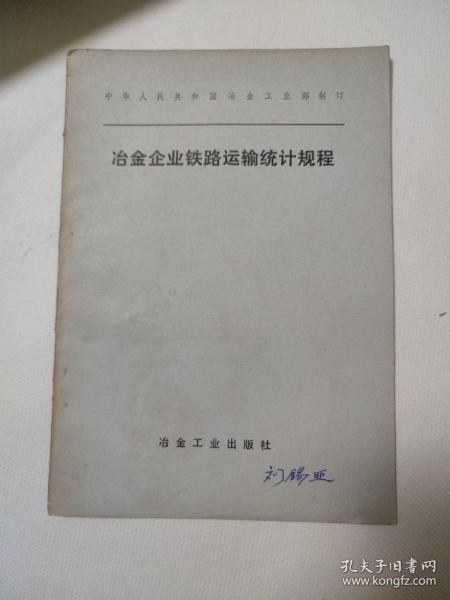 中华人民共和国冶金工业部制订
冶金企业铁路运输统计规程
冶金工业出版社
刘锡亚
孔夫子旧书网
www.kongfz.com